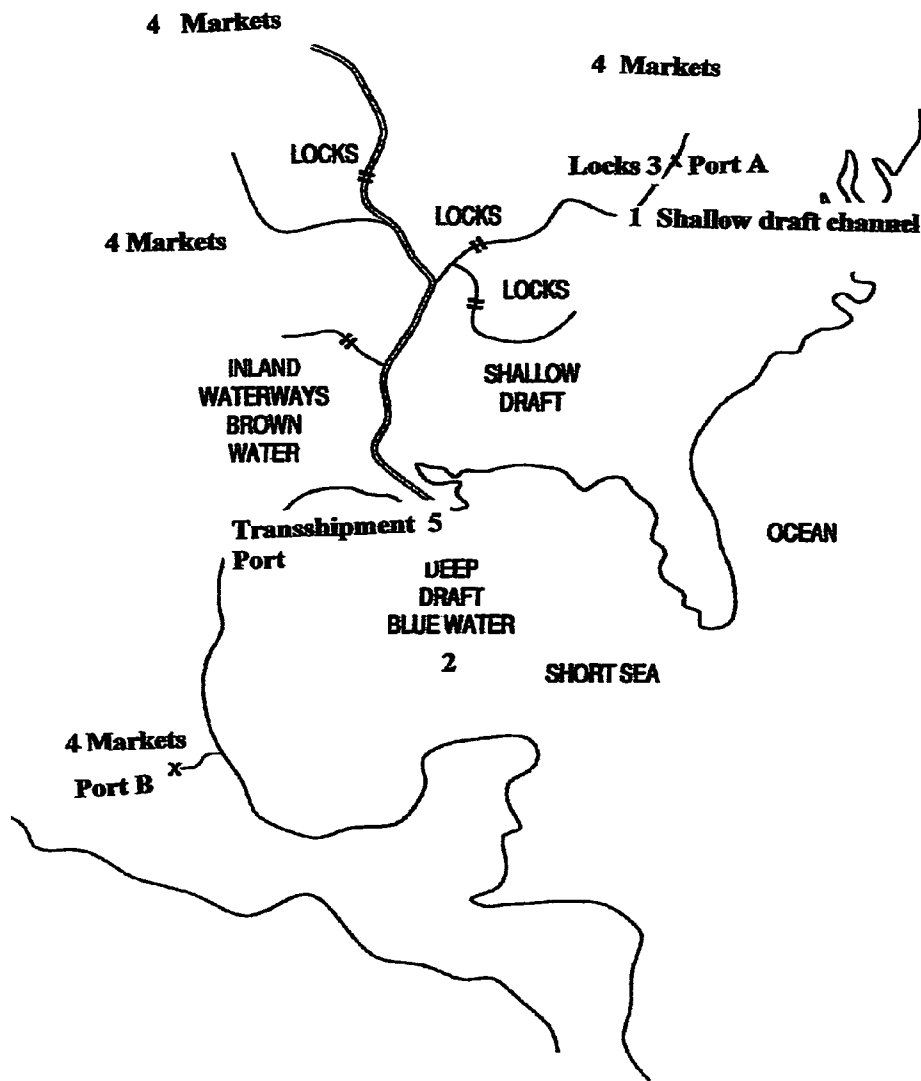 4 Markets
4 Markets
LOCKS
Locks 3 x Port A
LOCKS
1 Shallow draft channel
4 Markets
LOCKS
INLAND
WATERWAYS
BROWN
WATER
SHALLOW
DRAFT
Transshipment 5
Port
OCEAN
DEEP
DRAFT
BLUE WATER
2
SHORT SEA
4 Markets
Port B x